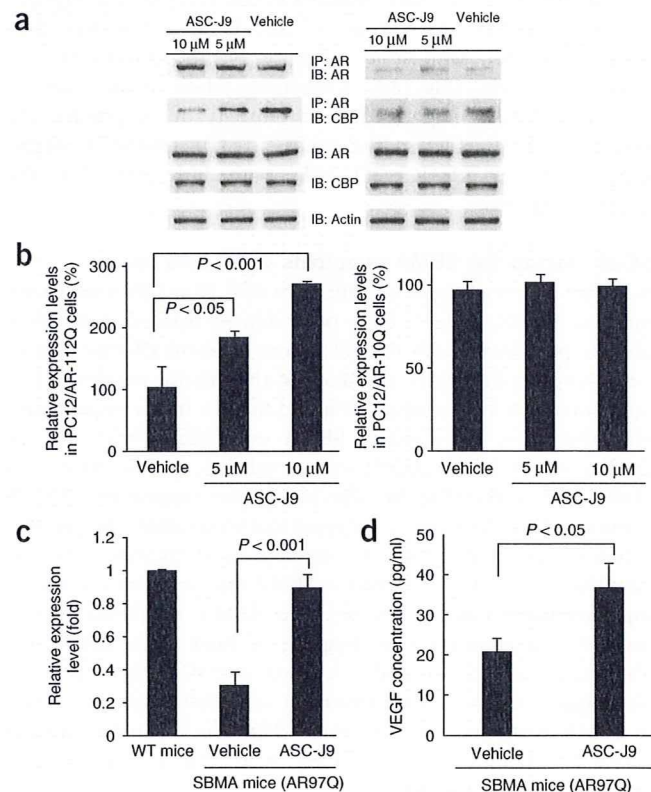 a
ASC-J9 Vehicle
10 µM 5 µM
ASC-J9 Vehicle
10 µM 5 µM
IP: AR
IB: AR
IP: AR
IB: CBP
IB: AR
IB: CBP
IB: Actin
b
Relative expression levels
in PC12/AR-112Q cells (%)
300
200
100
0
P < 0.001
P < 0.05
Vehicle 5 µM 10 µM
ASC-J9
Relative expression levels
in PC12/AR-10Q cells (%)
100
50
0
Vehicle 5 µM 10 µM
ASC-J9
c
Relative expression
level (fold)
1.2
1
0.8
0.6
0.4
0.2
P < 0.001
WT mice Vehicle ASC-J9
SBMA mice (AR97Q)
d
VEGF concentration (pg/ml)
50
40
30
20
10
0
P < 0.05
Vehicle ASC-J9
SBMA mice (AR97Q)